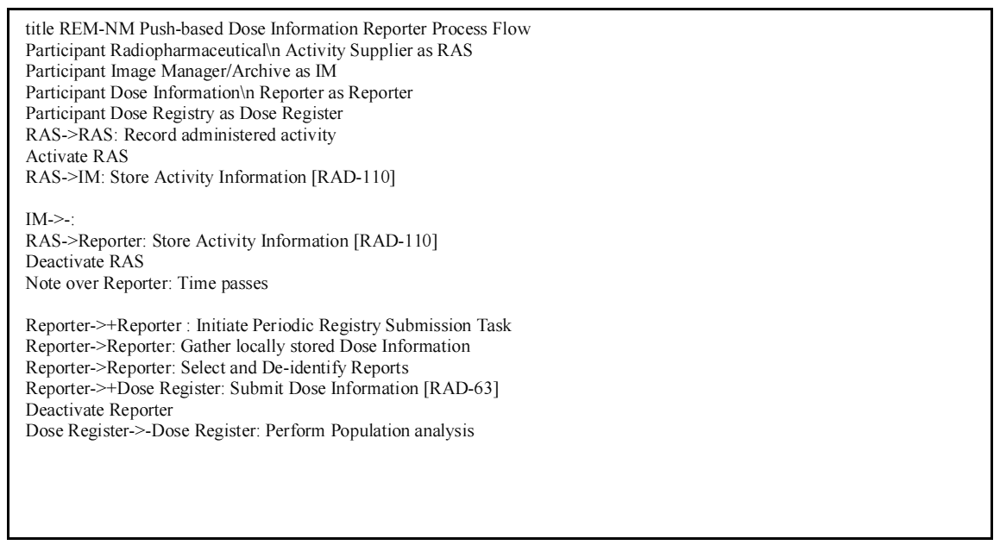 title REM-NM Push-based Dose Information Reporter Process Flow
Participant Radiopharmaceutical\n Activity Supplier as RAS
Participant Image Manager/Archive as IM
Participant Dose Information\n Reporter as Reporter
Participant Dose Registry as Dose Register
RAS->RAS: Record administered activity
Activate RAS
RAS->IM: Store Activity Information [RAD-110]
IM->-:
RAS->Reporter: Store Activity Information [RAD-110]
Deactivate RAS
Note over Reporter: Time passes
Reporter->+Reporter : Initiate Periodic Registry Submission Task
Reporter->Reporter: Gather locally stored Dose Information
Reporter->Reporter: Select and De-identify Reports
Reporter->+Dose Register: Submit Dose Information [RAD-63]
Deactivate Reporter
Dose Register->-Dose Register: Perform Population analysis